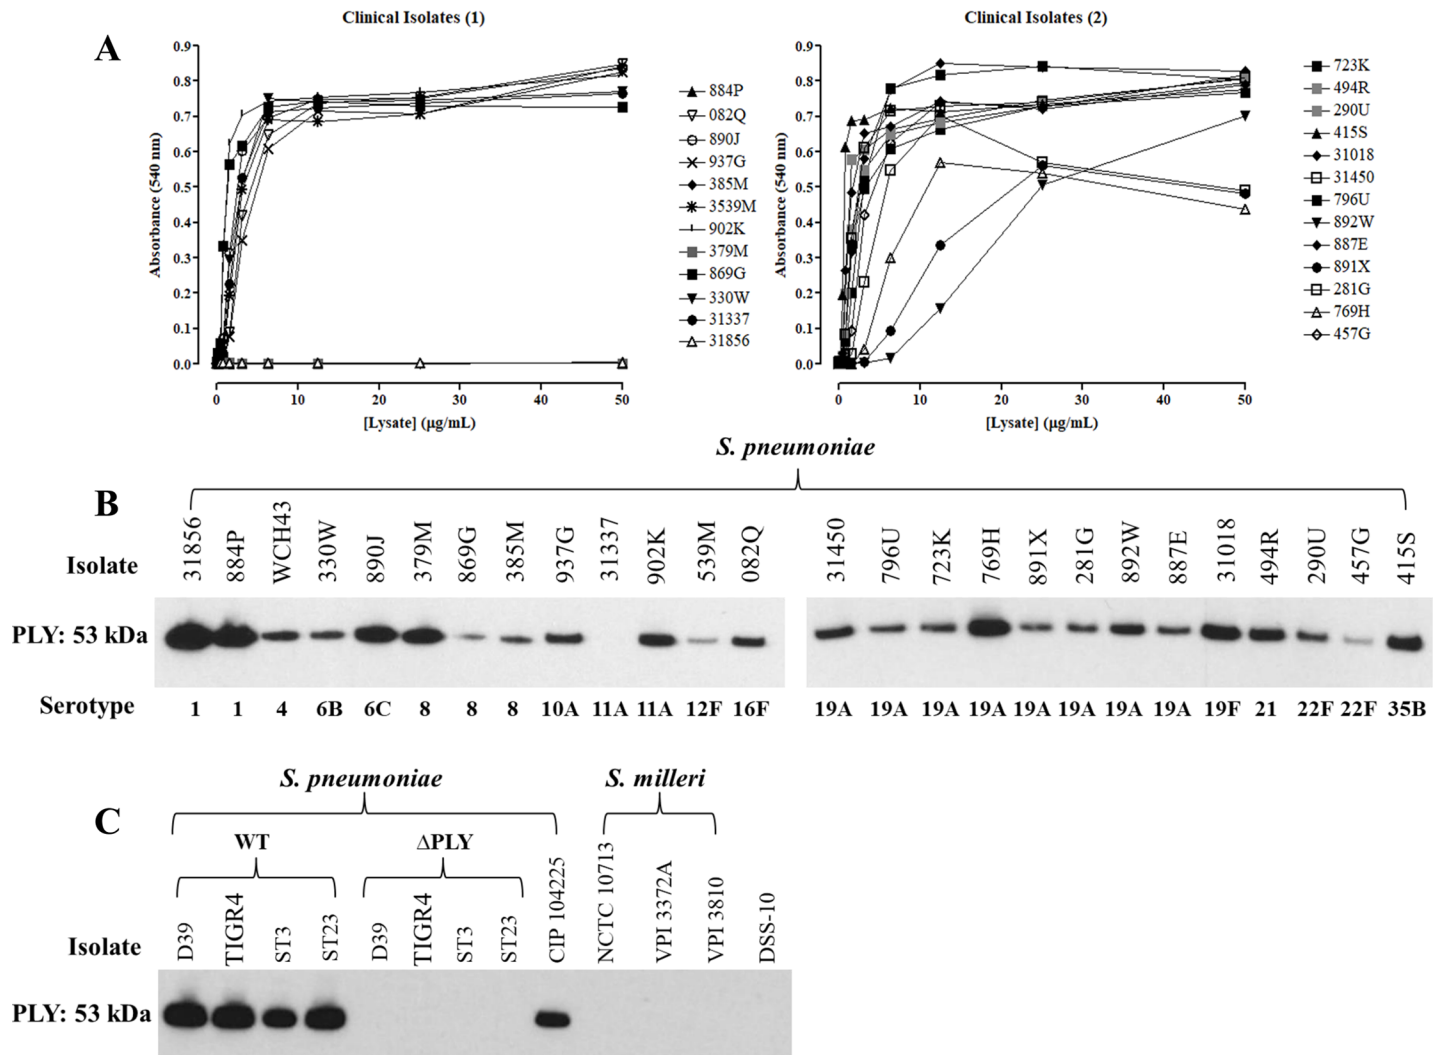 A
Clinical Isolates (1)
Absorbance (540 nm)
0.9
0.8
0.7
0.6
0.5
0.4
0.3
0.2
0.1
0.0
0 10 20 30 40 50
[Lysate] (µg/mL)
884P
082Q
890J
937G
385M
3539M
902K
379M
869G
330W
31337
31856
Clinical Isolates (2)
Absorbance (540 nm)
0.9
0.8
0.7
0.6
0.5
0.4
0.3
0.2
0.1
0.0
0 10 20 30 40 50
[Lysate] (µg/mL)
723K
494R
290U
415S
31018
31450
796U
892W
887E
891X
281G
769H
457G
B
S. pneumoniae
Isolate 31856 884P WCH43 330W 890J 379M 869G 385M 937G 31337 902K 539M 082Q 31450 796U 723K 769H 891X 281G 892W 887E 31018 494R 290U 457G 415S
PLY: 53 kDa
Serotype 1 1 4 6B 6C 8 8 8 10A 11A 11A 12F 16F 19A 19A 19A 19A 19A 19A 19A 19A 19F 21 22F 22F 35B
C
S. pneumoniae S. milleri
WT ΔPLY
Isolate D39 TIGR4 ST3 ST23 D39 TIGR4 ST3 ST23 CIP 104225 NCTC 10713 VPI 3372A VPI 3810 DSS-10
PLY: 53 kDa